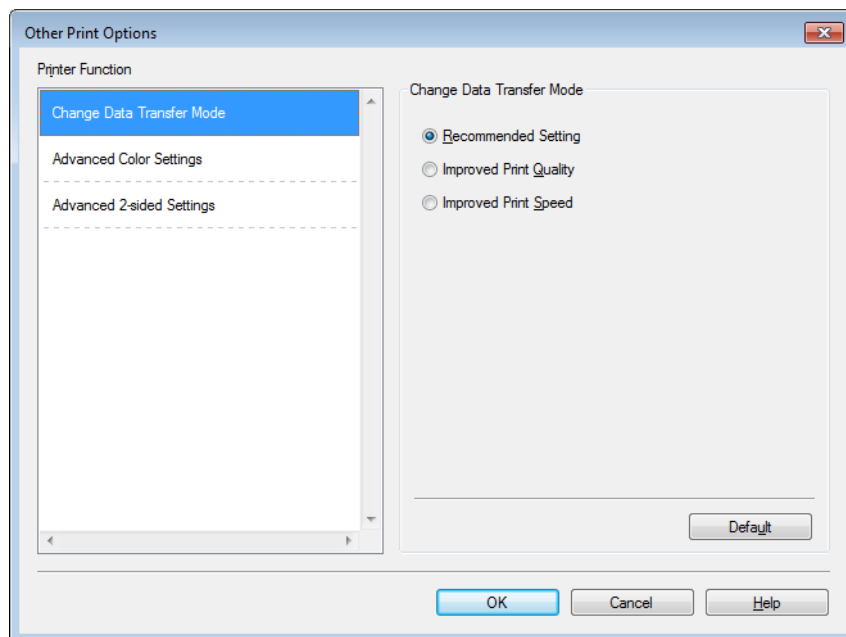 Other Print Options
Printer Function
Change Data Transfer Mode
Advanced Color Settings
Advanced 2-sided Settings
Change Data Transfer Mode
Recommended Setting
Improved Print Quality
Improved Print Speed
Default
OK
Cancel
Help